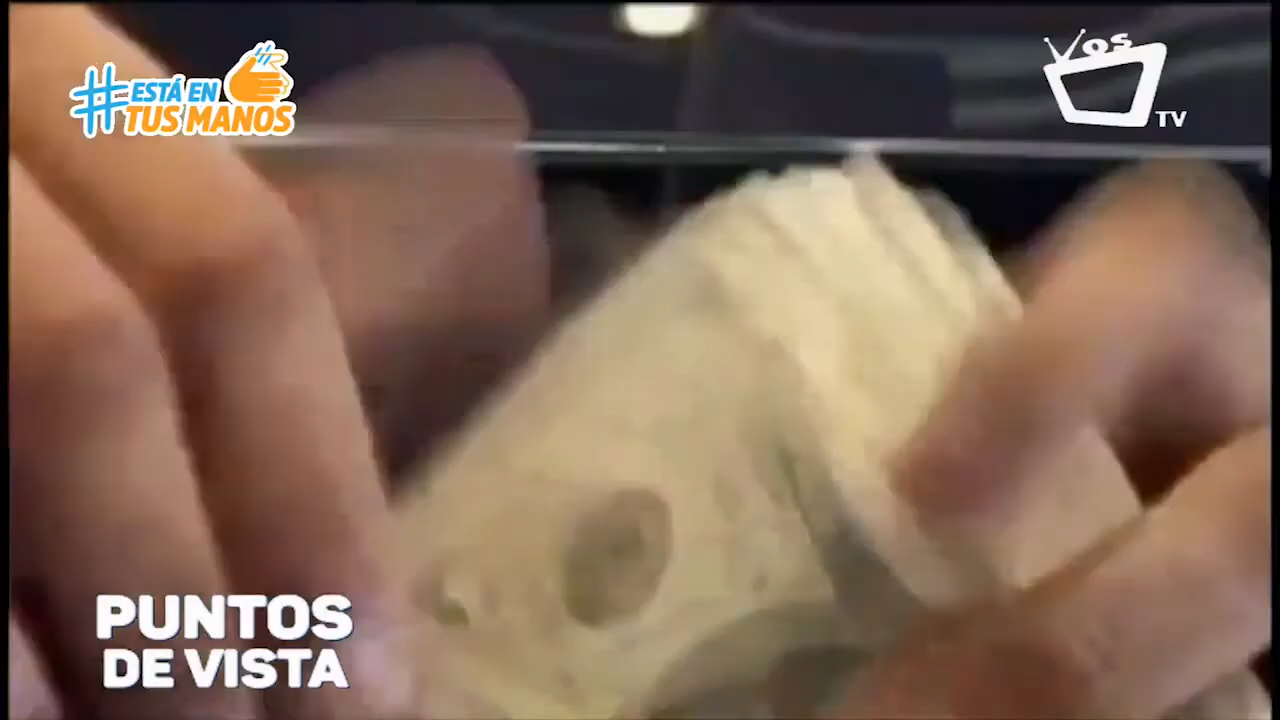 #ESTÁ EN
TUS MANOS
VOS
TV
PUNTOS
DE VISTA